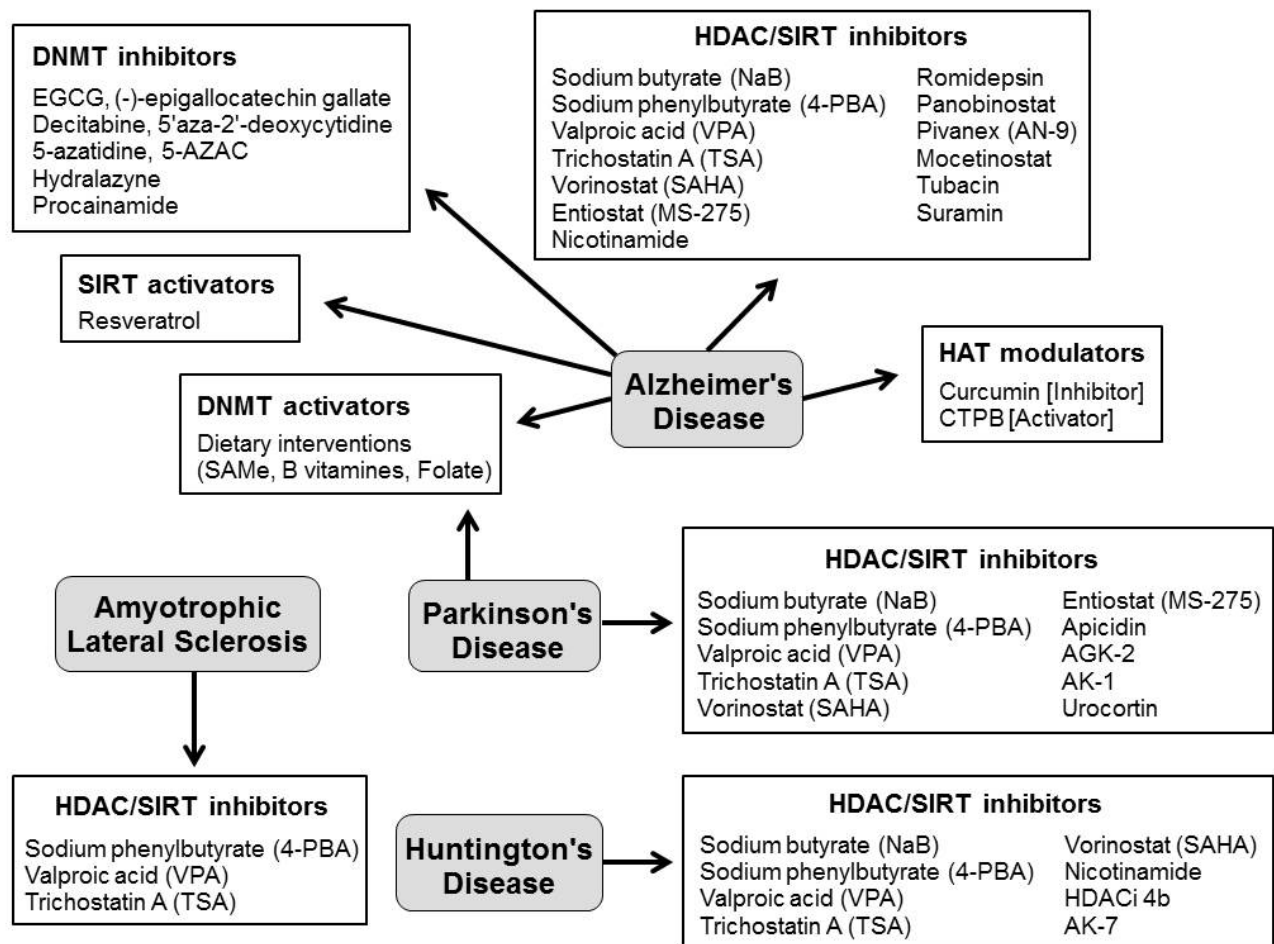 DNMT inhibitors
EGCG, (-)-epigallocatechin gallate
Decitabine, 5'aza-2'-deoxycytidine
5-azatidine, 5-AZAC
Hydralazyne
Procainamide
HDAC/SIRT inhibitors
Sodium butyrate (NaB)
Sodium phenylbutyrate (4-PBA)
Valproic acid (VPA)
Trichostatin A (TSA)
Vorinostat (SAHA)
Entiostat (MS-275)
Nicotinamide
Romidepsin
Panobinostat
Pivanex (AN-9)
Mocetinostat
Tubacin
Suramin
SIRT activators
Resveratrol
Alzheimer's
Disease
HAT modulators
Curcumin [Inhibitor]
CTPB [Activator]
DNMT activators
Dietary interventions
(SAMe, B vitamines, Folate)
Amyotrophic
Lateral Sclerosis
Parkinson's
Disease
HDAC/SIRT inhibitors
Sodium butyrate (NaB)
Sodium phenylbutyrate (4-PBA)
Valproic acid (VPA)
Trichostatin A (TSA)
Vorinostat (SAHA)
Entiostat (MS-275)
Apicidin
AGK-2
AK-1
Urocortin
HDAC/SIRT inhibitors
Sodium phenylbutyrate (4-PBA)
Valproic acid (VPA)
Trichostatin A (TSA)
Huntington's
Disease
HDAC/SIRT inhibitors
Sodium butyrate (NaB)
Sodium phenylbutyrate (4-PBA)
Valproic acid (VPA)
Trichostatin A (TSA)
Vorinostat (SAHA)
Nicotinamide
HDACi 4b
AK-7